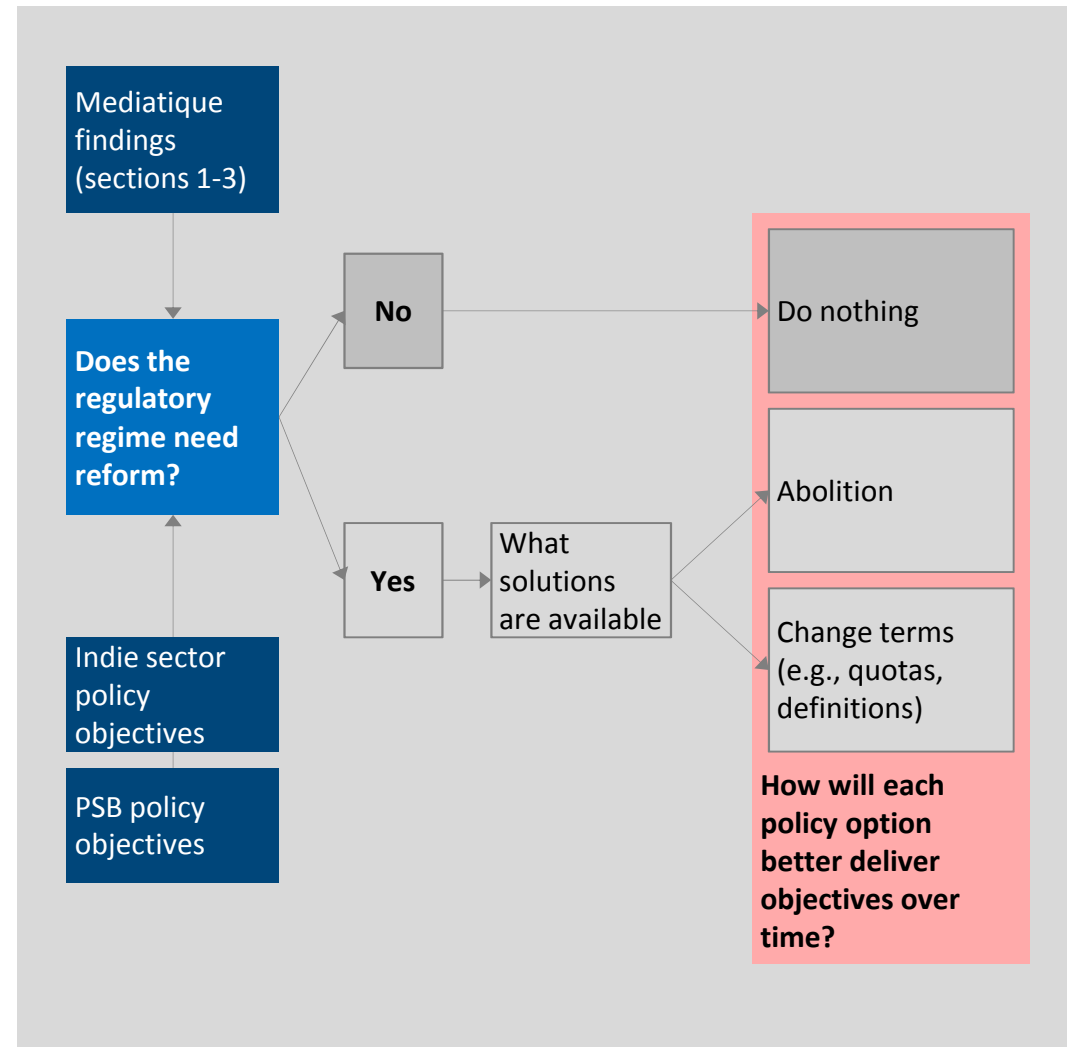 Mediatique
findings
(sections 1-3)
Does the
regulatory
regime need
reform?
Indie sector
policy
objectives
PSB policy
objectives
No
Yes
What
solutions
are available
Do nothing
Abolition
Change terms
(e.g., quotas,
definitions)
How will each
policy option
better deliver
objectives over
time?